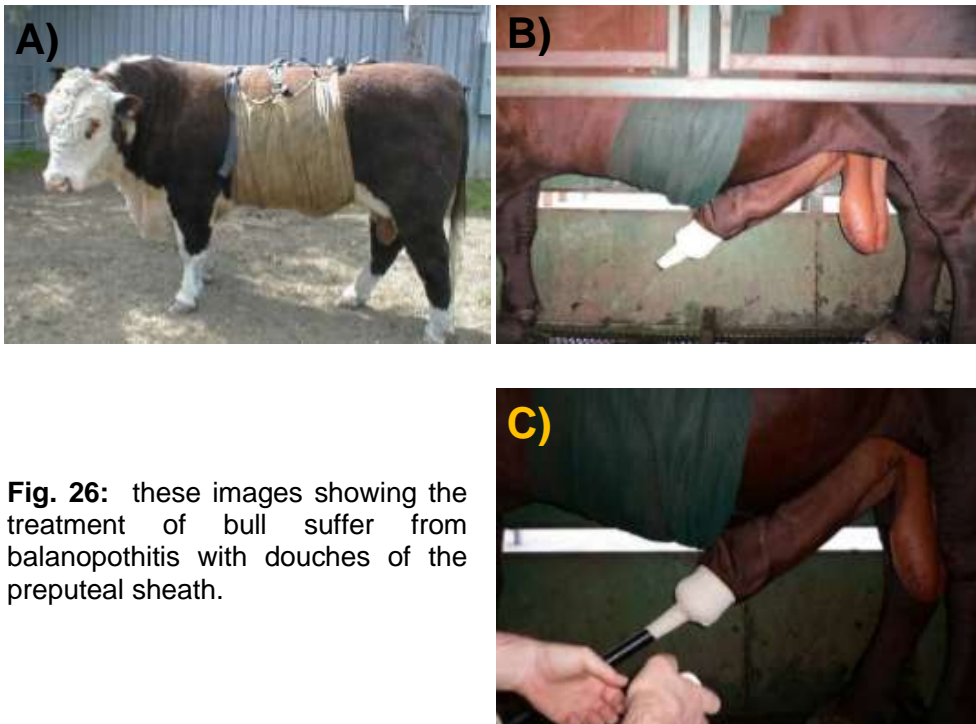 A)
B)
C)
Fig. 26: these images showing the
treatment of bull suffer from
balanopothitis with douches of the
preputeal sheath.